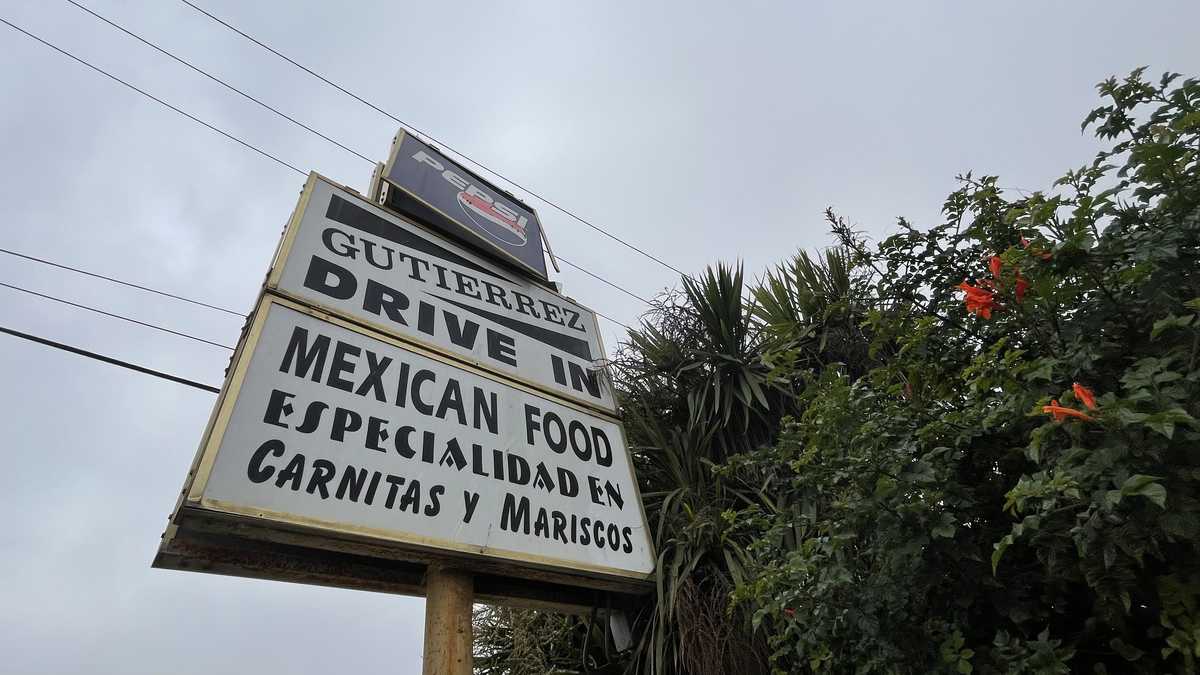 PEPSI
GUTIERREZ
DRIVE IN
MEXICAN FOOD
ESPECIALIDAD EN
CARNITAS Y MARISCOS